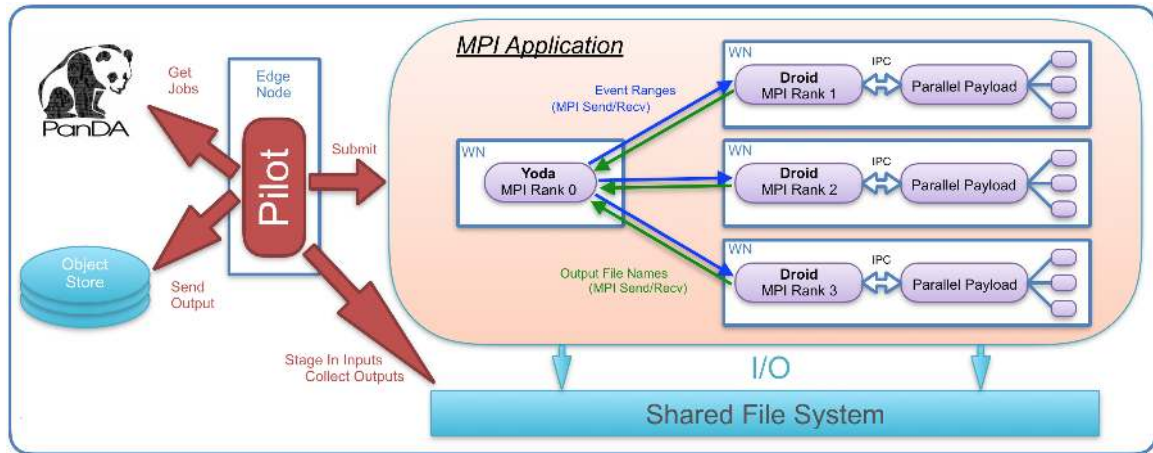 PanDA
Get
Jobs
Edge
Node
Pilot
Submit
Object
Store
Send
Output
Stage In Inputs
Collect Outputs
MPI Application
Event Ranges
(MPI Send/Recv)
WN
Yoda
MPI Rank 0
Output File Names
(MPI Send/Recv)
WN
Droid
MPI Rank 1
IPC
Parallel Payload
WN
Droid
MPI Rank 2
IPC
Parallel Payload
WN
Droid
MPI Rank 3
IPC
Parallel Payload
I/O
Shared File System